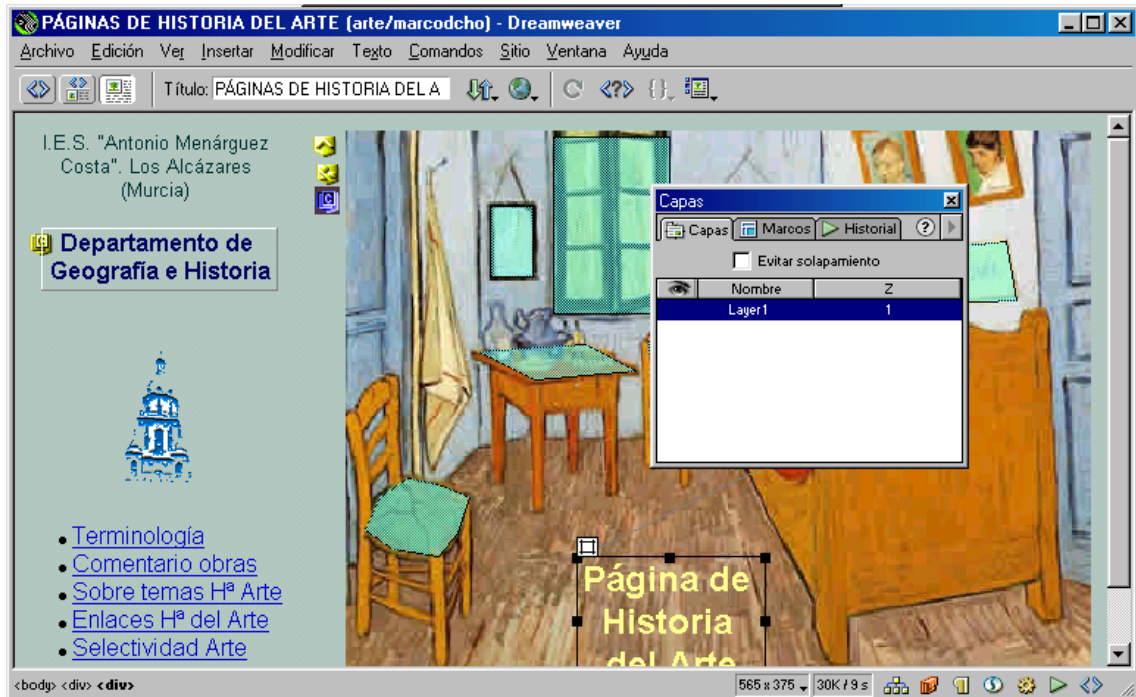 PÁGINAS DE HISTORIA DEL ARTE (arte/marcodcho) - Dreamweaver
Archivo Edición Ver Insertar Modificar Texto Comandos Sitio Ventana Ayuda
Título: PÁGINAS DE HISTORIA DEL A
I.E.S. "Antonio Menárguez
Costa". Los Alcázares
(Murcia)
Departamento de
Geografía e Historia
Terminología
Comentario obras
Sobre temas Hª Arte
Enlaces Hª del Arte
Selectividad Arte
Capas
Capas Marcos Historial ?
Evitar solapamiento
Nombre Z
Layer1 1
Página de
Historia
del Arte
<body> <div> <div>
565 x 375 30K / 9 s